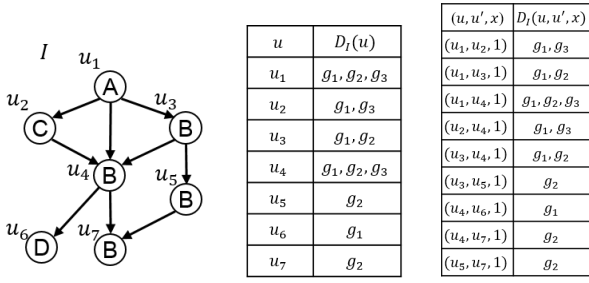 I
u₁
A
u₂
C
u₃
B
u₄
B
u₅
B
u₆
D
u₇
B
u D_I(u)
u₁ g₁, g₂, g₃
u₂ g₁, g₃
u₃ g₁, g₂
u₄ g₁, g₂, g₃
u₅ g₂
u₆ g₁
u₇ g₂
(u, u′, x) D_I(u, u′, x)
(u₁, u₂, 1) g₁, g₃
(u₁, u₃, 1) g₁, g₂
(u₁, u₄, 1) g₁, g₂, g₃
(u₂, u₄, 1) g₁, g₃
(u₃, u₄, 1) g₁, g₂
(u₃, u₅, 1) g₂
(u₄, u₆, 1) g₁
(u₄, u₇, 1) g₂
(u₅, u₇, 1) g₂